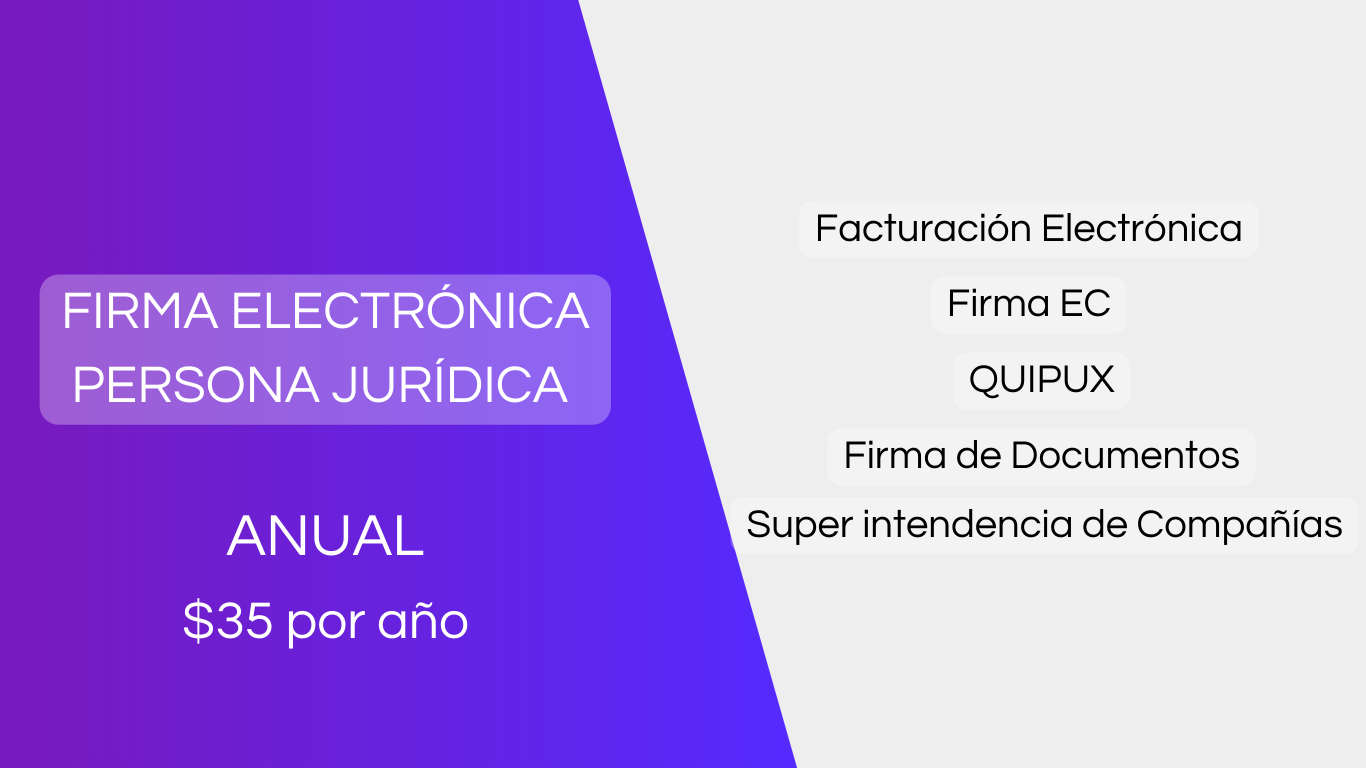 FIRMA ELECTRÓNICA
PERSONA JURÍDICA
ANUAL
$35 por año
Facturación Electrónica
Firma EC
QUIPUX
Firma de Documentos
Super intendencia de Compañías